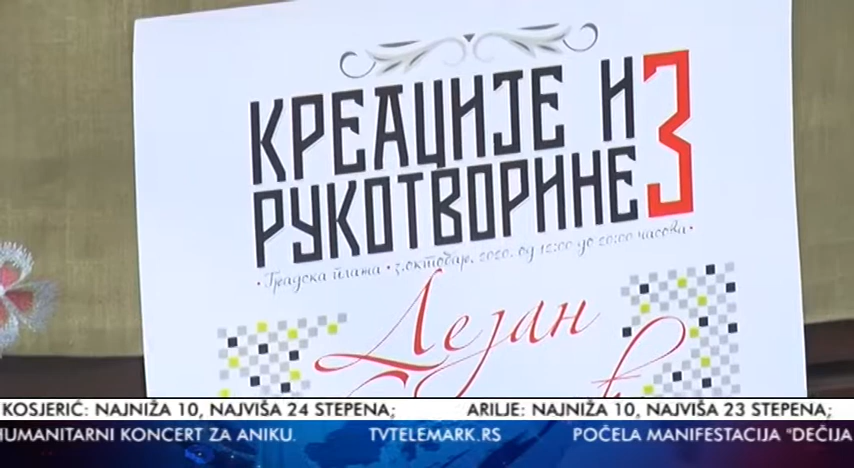 КРЕАЦИЈЕ И 3
РУКОТВОРИНЕ
• Градска плажа • 3. октобар, 2020. од 12:00 до 20:00 часова •
Дејан
KOSJERIĆ: NAJNIŽA 10, NAJVIŠA 24 STEPENA; ARILJE: NAJNIŽA 10, NAJVIŠA 23 STEPENA;
HUMANITARNI KONCERT ZA ANIKU. TVTELEMARK.RS POČELA MANIFESTACIJA "DEČIJA